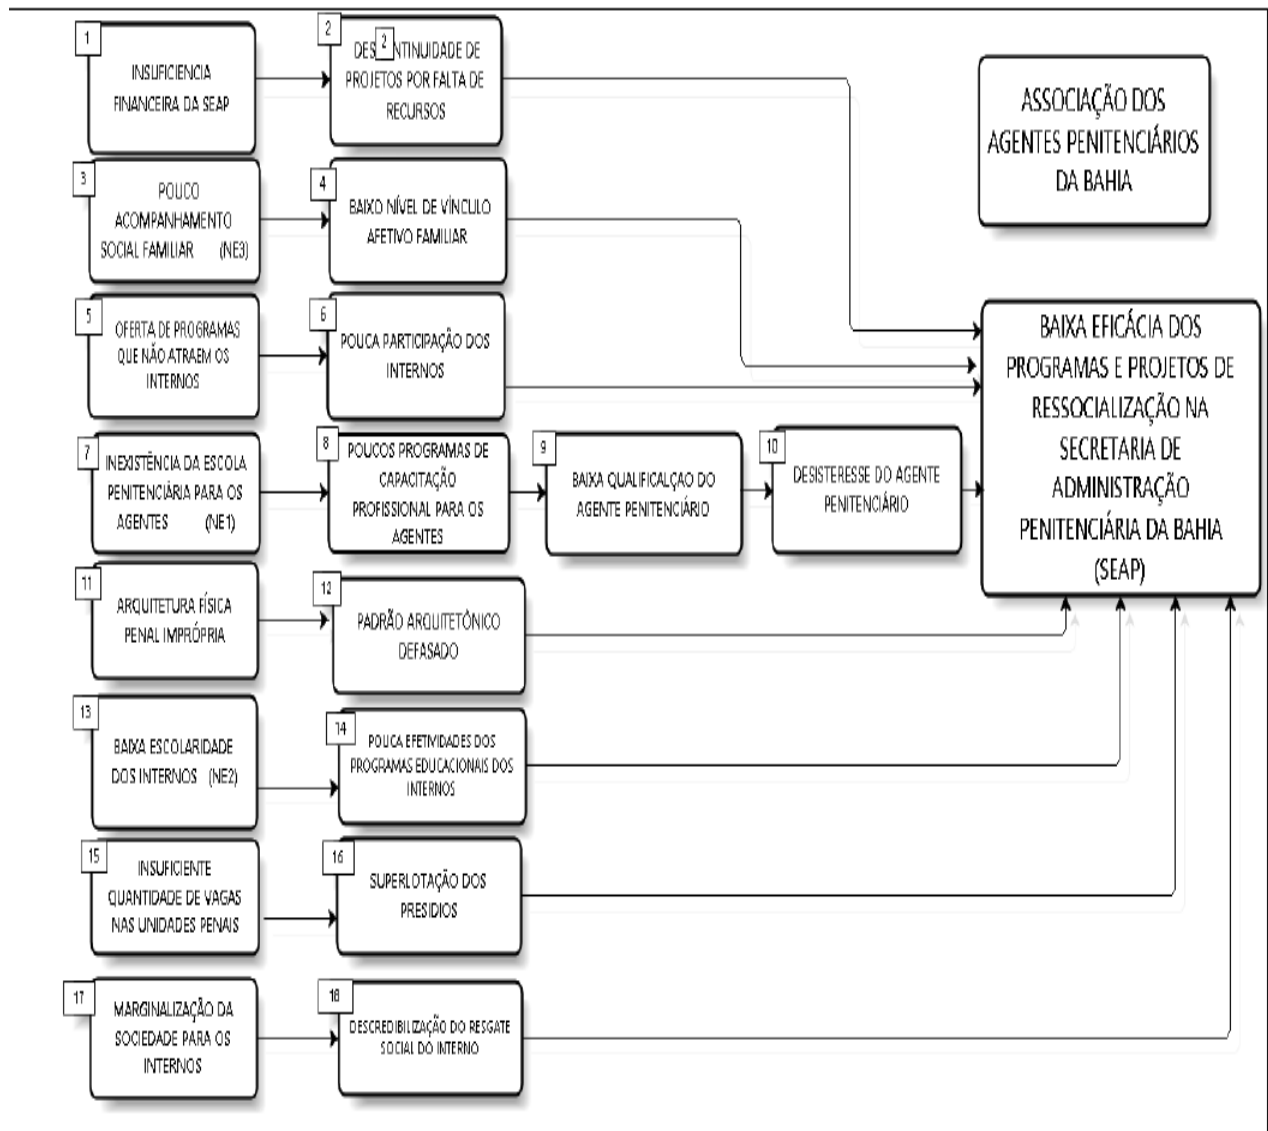 1
INSUFICIENCIA
FINANCEIRA DA SEAP
2
2
DESCONTINUIDADE DE
PROJETOS POR FALTA DE
RECURSOS
ASSOCIAÇÃO DOS
AGENTES PENITENCIÁRIOS
DA BAHIA
3
POUCO
ACOMPANHAMENTO
SOCIAL FAMILIAR (NE3)
4
BAIXO NÍVEL DE VÍNCULO
AFETIVO FAMILIAR
5
OFERTA DE PROGRAMAS
QUE NÃO ATRAEM OS
INTERNOS
6
POUCA PARTICIPAÇÃO DOS
INTERNOS
BAIXA EFICÁCIA DOS
PROGRAMAS E PROJETOS DE
RESSOCIALIZAÇÃO NA
SECRETARIA DE
ADMINISTRAÇÃO
PENITENCIÁRIA DA BAHIA
(SEAP)
7
INEXISTÊNCIA DA ESCOLA
PENITENCIÁRIA PARA OS
AGENTES (NE1)
8
POUCOS PROGRAMAS DE
CAPACITAÇÃO
PROFISSIONAL PARA OS
AGENTES
9
BAIXA QUALIFICALÇAO DO
AGENTE PENITENCIÁRIO
10
DESISTERESSE DO AGENTE
PENITENCIÁRIO
11
ARQUITETURA FÍSICA
PENAL IMPRÓPRIA
12
PADRÃO ARQUITETÔNICO
DEFASADO
13
BAIXA ESCOLARIDADE
DOS INTERNOS (NE2)
14
POUCA EFETIVIDADES DOS
PROGRAMAS EDUCACIONAIS DOS
INTERNOS
15
INSUFICIENTE
QUANTIDADE DE VAGAS
NAS UNIDADES PENAIS
16
SUPERLOTAÇÃO DOS
PRESIDIOS
17
MARGINALIZAÇÃO DA
SOCIEDADE PARA OS
INTERNOS
18
DESCREDIBILIZAÇÃO DO RESGATE
SOCIAL DO INTERNO